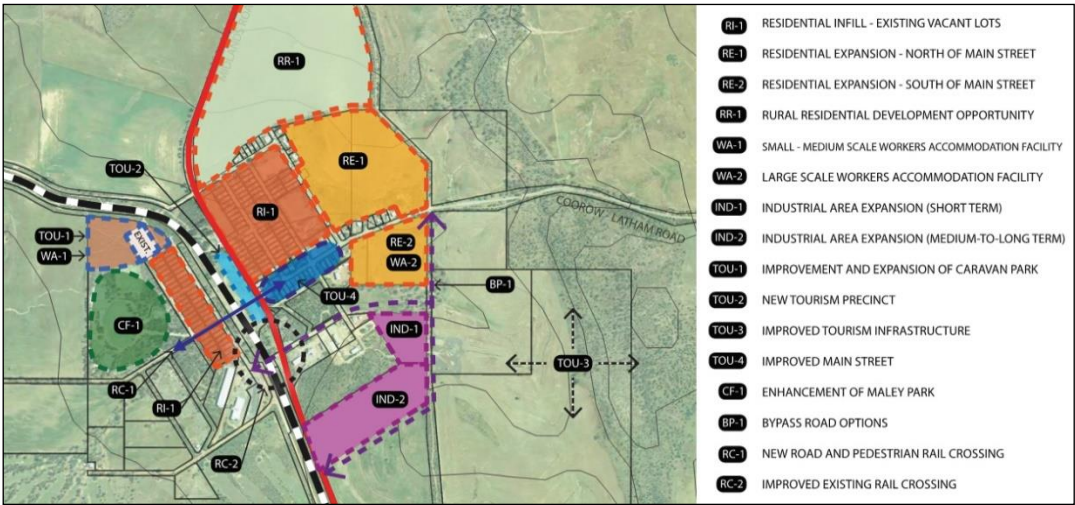 RR-1
TOU-2
RE-1
RI-1
COOROW - LATHAM ROAD
TOU-1
EXIST.
WA-1
RE-2
WA-2
BP-1
TOU-4
CF-1
IND-1
TOU-3
RC-1
RI-1
IND-2
RC-2
RI-1 RESIDENTIAL INFILL - EXISTING VACANT LOTS
RE-1 RESIDENTIAL EXPANSION - NORTH OF MAIN STREET
RE-2 RESIDENTIAL EXPANSION - SOUTH OF MAIN STREET
RR-1 RURAL RESIDENTIAL DEVELOPMENT OPPORTUNITY
WA-1 SMALL - MEDIUM SCALE WORKERS ACCOMMODATION FACILITY
WA-2 LARGE SCALE WORKERS ACCOMMODATION FACILITY
IND-1 INDUSTRIAL AREA EXPANSION (SHORT TERM)
IND-2 INDUSTRIAL AREA EXPANSION (MEDIUM-TO-LONG TERM)
TOU-1 IMPROVEMENT AND EXPANSION OF CARAVAN PARK
TOU-2 NEW TOURISM PRECINCT
TOU-3 IMPROVED TOURISM INFRASTRUCTURE
TOU-4 IMPROVED MAIN STREET
CF-1 ENHANCEMENT OF MALEY PARK
BP-1 BYPASS ROAD OPTIONS
RC-1 NEW ROAD AND PEDESTRIAN RAIL CROSSING
RC-2 IMPROVED EXISTING RAIL CROSSING